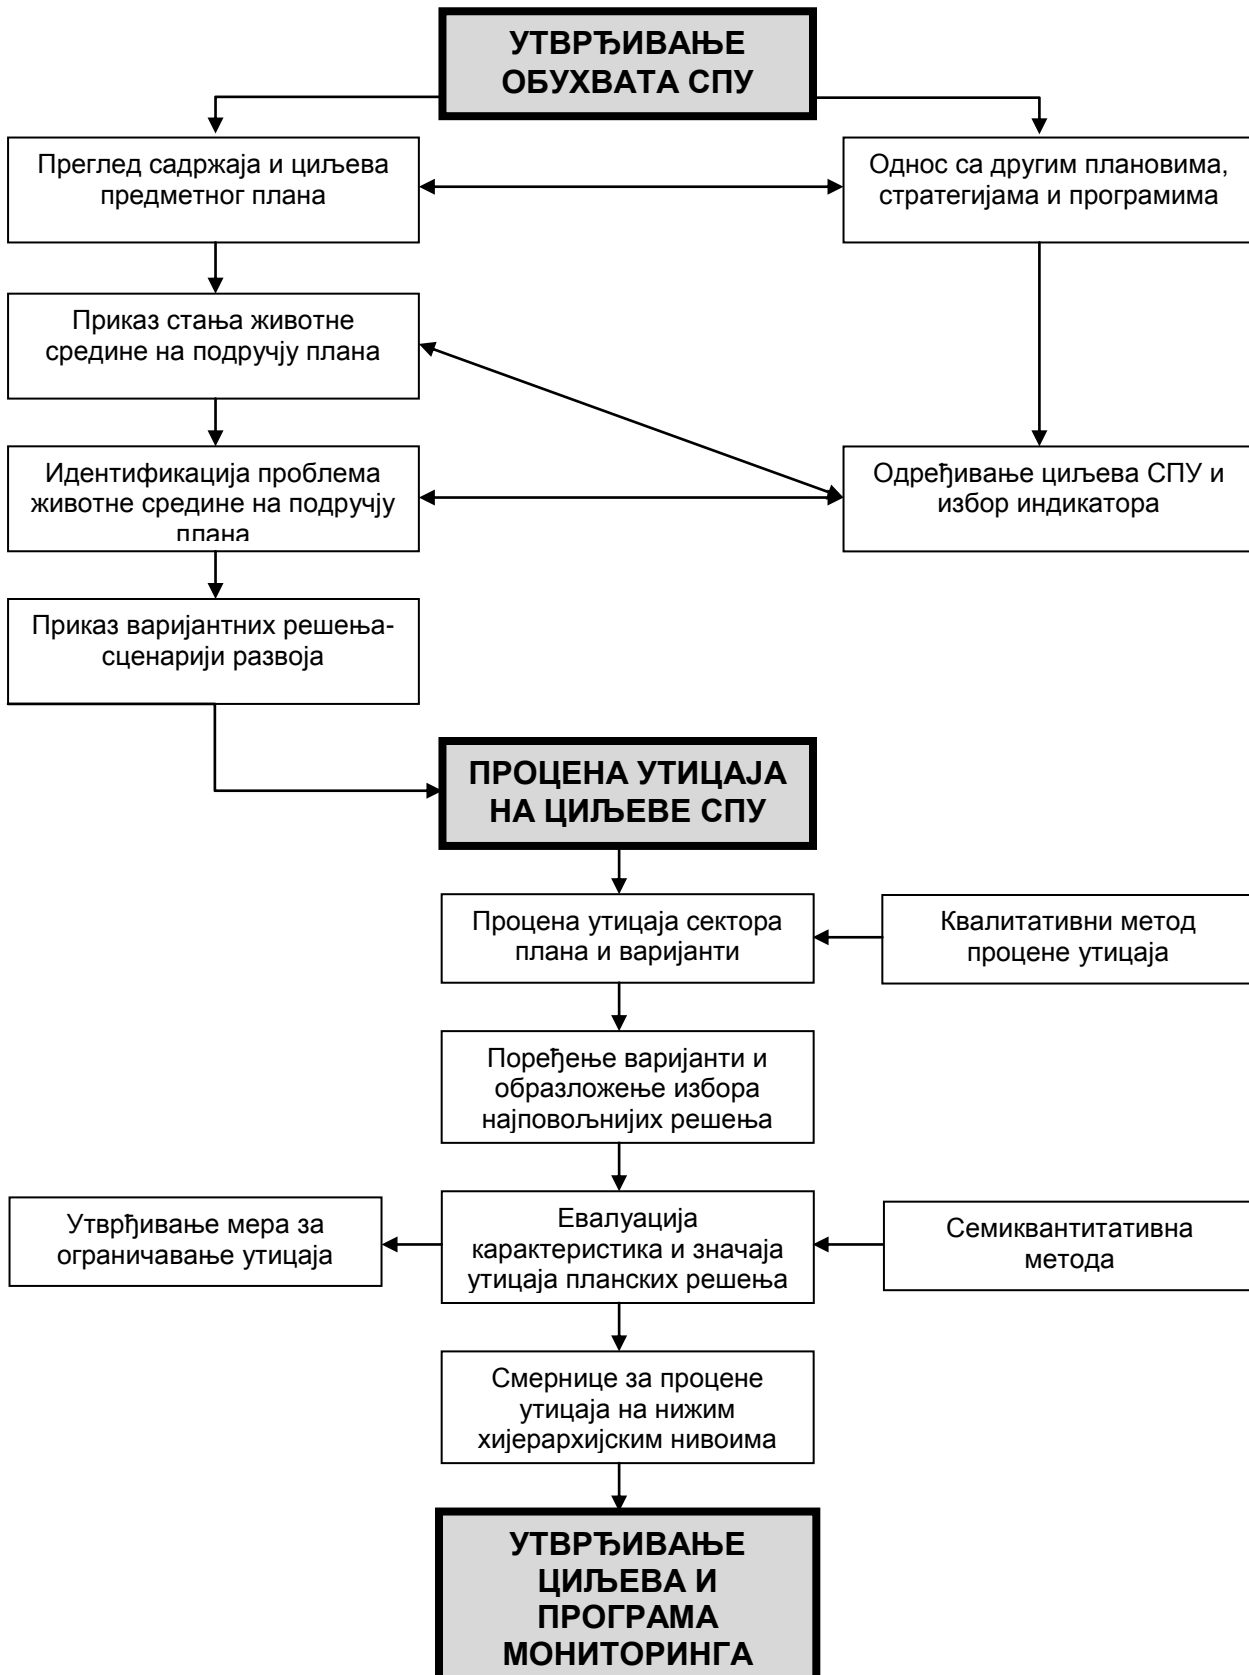 УТВРЂИВАЊЕ
ОБУХВАТА СПУ
Преглед садржаја и циљева
предметног плана
Однос са другим плановима,
стратегијама и програмима
Приказ стања животне
средине на подручју плана
Идентификација проблема
животне средине на подручју
плана
Одређивање циљева СПУ и
избор индикатора
Приказ варијантних решења-
сценарији развоја
ПРОЦЕНА УТИЦАЈА
НА ЦИЉЕВЕ СПУ
Процена утицаја сектора
плана и варијанти
Квалитативни метод
процене утицаја
Поређење варијанти и
образложење избора
најповољнијих решења
Утврђивање мера за
ограничавање утицаја
Евалуација
карактеристика и значаја
утицаја планских решења
Семиквантитативна
метода
Смернице за процене
утицаја на нижим
хијерархијским нивоима
УТВРЂИВАЊЕ
ЦИЉЕВА И
ПРОГРАМА
МОНИТОРИНГА